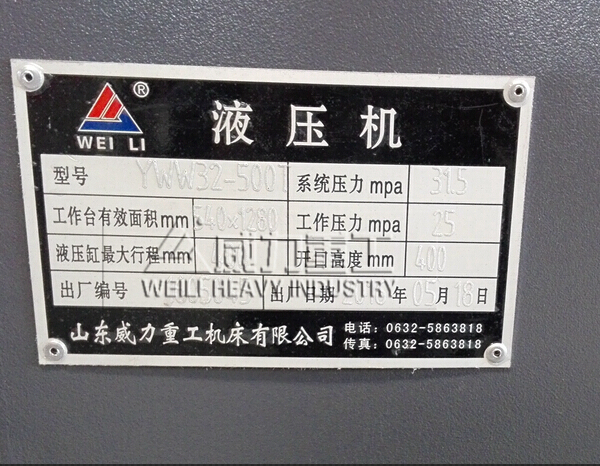 WEI LI ®
液压机
型号 YWW32-500T 系统压力 mpa 31.5
工作台有效面积 mm 540×1280 工作压力 mpa 25
液压缸最大行程 mm 开口高度 mm 400
威力重工
WEILI HEAVY INDUSTRY
出厂编号 出厂日期 年 05 月 18 日
山东威力重工机床有限公司 电话: 0632-5863818
传真: 0632-5863818